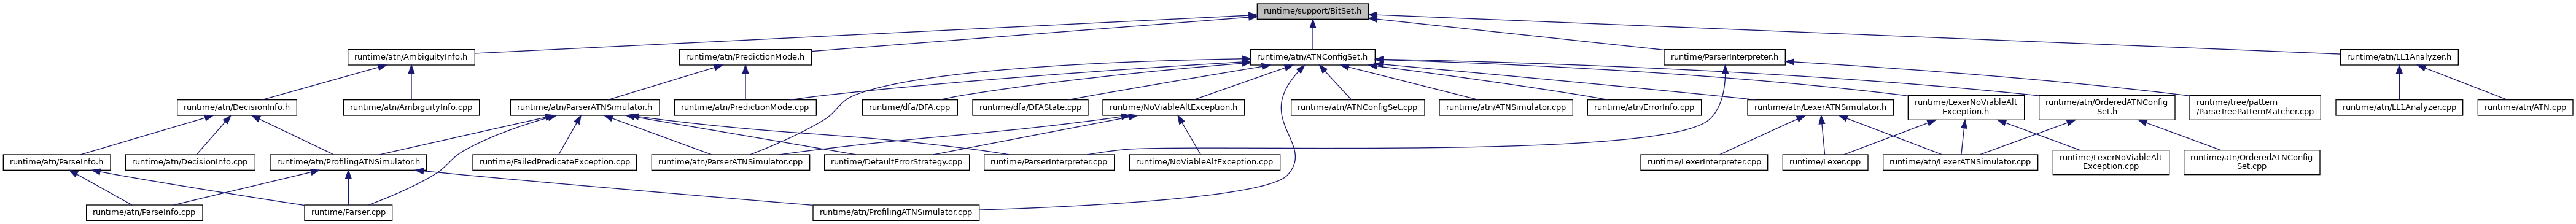 runtime/support/BitSet.h
runtime/atn/AmbiguityInfo.h
runtime/atn/PredictionMode.h
runtime/atn/ATNConfigSet.h
runtime/ParserInterpreter.h
runtime/atn/LL1Analyzer.h
runtime/atn/DecisionInfo.h
runtime/atn/AmbiguityInfo.cpp
runtime/atn/ParserATNSimulator.h
runtime/atn/PredictionMode.cpp
runtime/dfa/DFA.cpp
runtime/dfa/DFAState.cpp
runtime/NoViableAltException.h
runtime/atn/ATNConfigSet.cpp
runtime/atn/ATNSimulator.cpp
runtime/atn/ErrorInfo.cpp
runtime/atn/LexerATNSimulator.h
runtime/LexerNoViableAlt
Exception.h
runtime/atn/OrderedATNConfig
Set.h
runtime/tree/pattern
/ParseTreePatternMatcher.cpp
runtime/atn/LL1Analyzer.cpp
runtime/atn/ATN.cpp
runtime/atn/ParseInfo.h
runtime/atn/DecisionInfo.cpp
runtime/atn/ProfilingATNSimulator.h
runtime/FailedPredicateException.cpp
runtime/atn/ParserATNSimulator.cpp
runtime/DefaultErrorStrategy.cpp
runtime/ParserInterpreter.cpp
runtime/NoViableAltException.cpp
runtime/LexerInterpreter.cpp
runtime/Lexer.cpp
runtime/atn/LexerATNSimulator.cpp
runtime/LexerNoViableAlt
Exception.cpp
runtime/atn/OrderedATNConfig
Set.cpp
runtime/atn/ParseInfo.cpp
runtime/Parser.cpp
runtime/atn/ProfilingATNSimulator.cpp